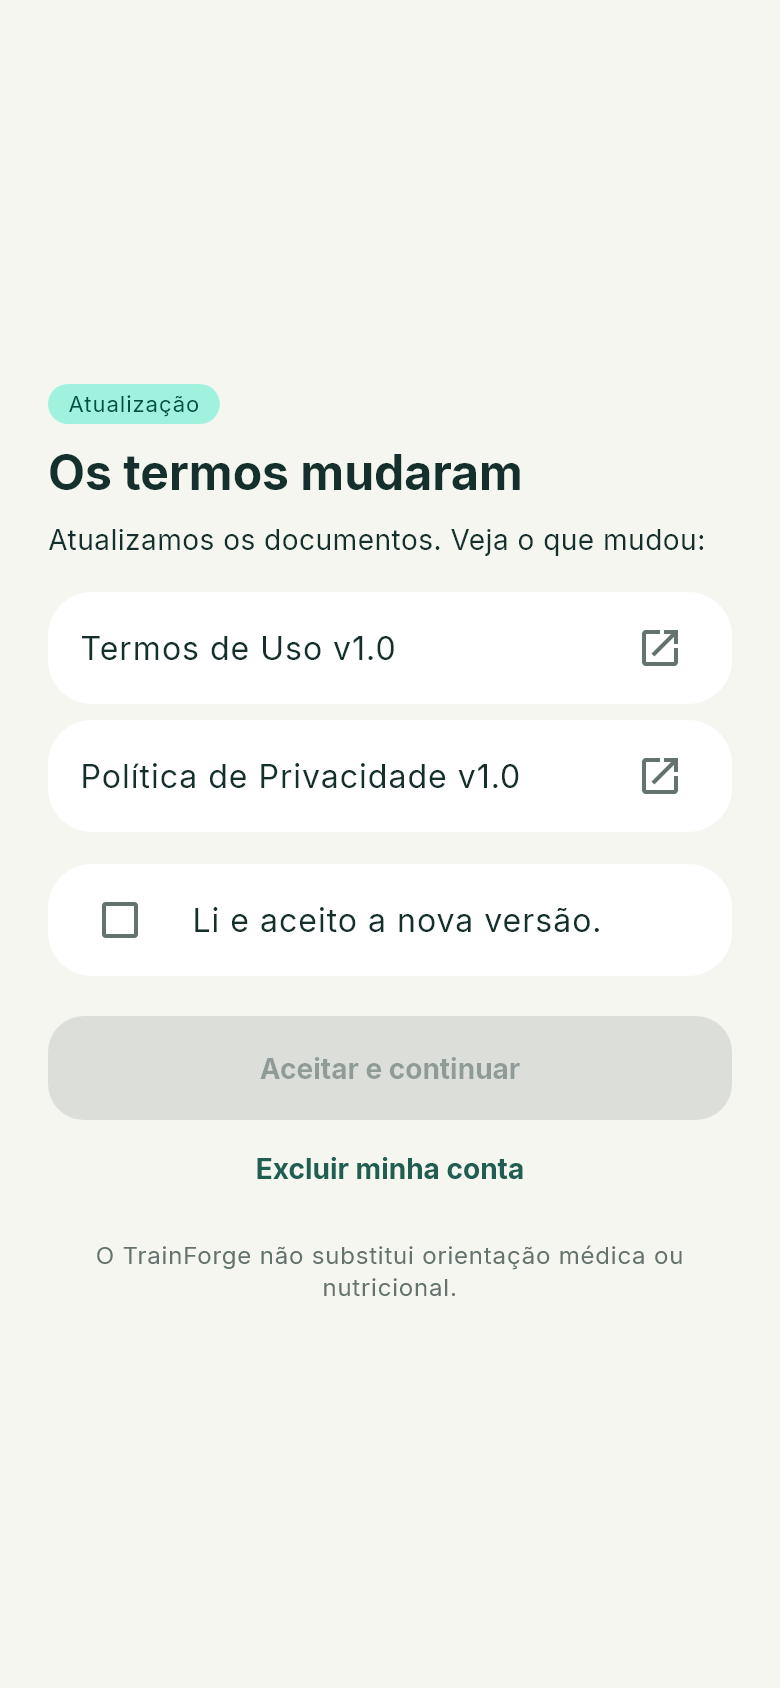 Atualização
Os termos mudaram
Atualizamos os documentos. Veja o que mudou:
Termos de Uso v1.0
Política de Privacidade v1.0
Li e aceito a nova versão.
Aceitar e continuar
Excluir minha conta
O TrainForge não substitui orientação médica ou
nutricional.